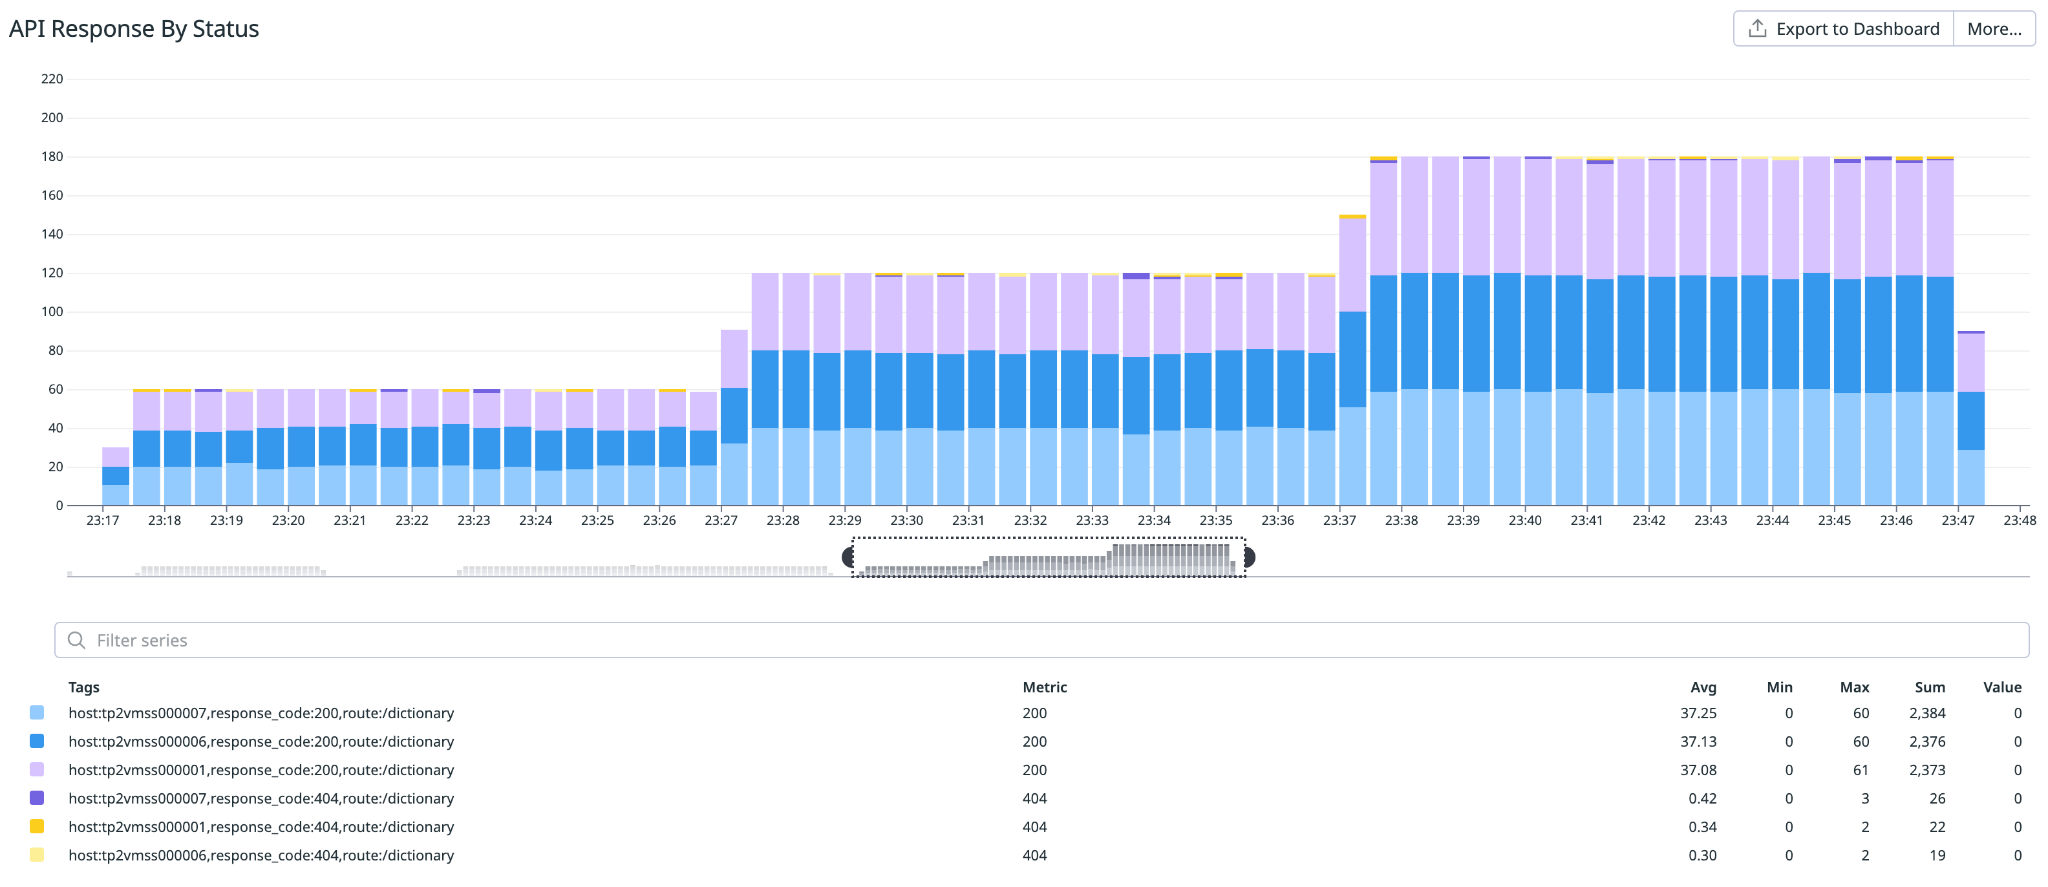 API Response By Status
Export to Dashboard More...
220
200
180
160
140
120
100
80
60
40
20
0
23:17 23:18 23:19 23:20 23:21 23:22 23:23 23:24 23:25 23:26 23:27 23:28 23:29 23:30 23:31 23:32 23:33 23:34 23:35 23:36 23:37 23:38 23:39 23:40 23:41 23:42 23:43 23:44 23:45 23:46 23:47 23:48
Filter series
Tags Metric Avg Min Max Sum Value
host:tp2vmss000007,response_code:200,route:/dictionary 200 37.25 0 60 2,384 0
host:tp2vmss000006,response_code:200,route:/dictionary 200 37.13 0 60 2,376 0
host:tp2vmss000001,response_code:200,route:/dictionary 200 37.08 0 61 2,373 0
host:tp2vmss000007,response_code:404,route:/dictionary 404 0.42 0 3 26 0
host:tp2vmss000001,response_code:404,route:/dictionary 404 0.34 0 2 22 0
host:tp2vmss000006,response_code:404,route:/dictionary 404 0.30 0 2 19 0